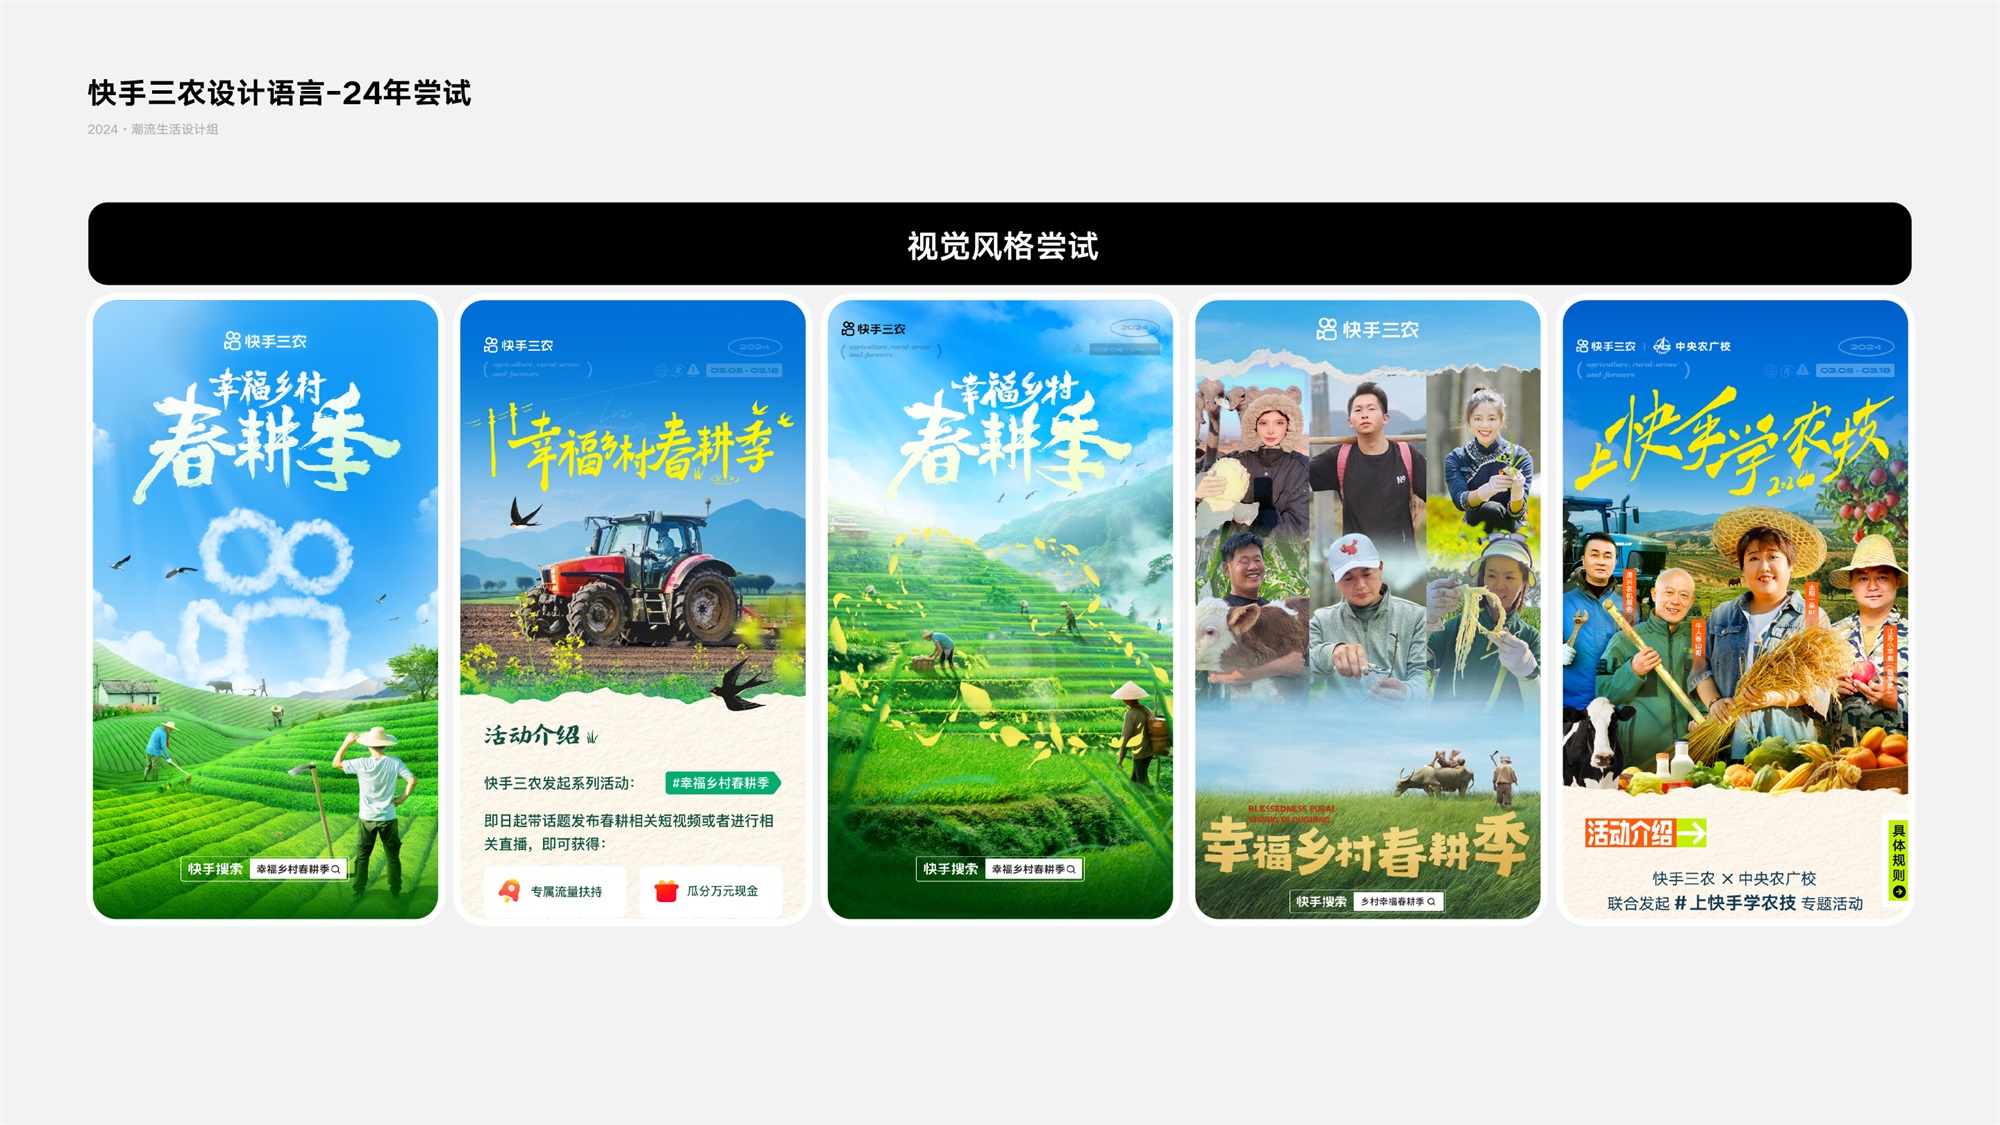 快手三农设计语言-24年尝试
2024・潮流生活设计组
视觉风格尝试
快手三农
幸福乡村
春耕季
快手搜索 幸福乡村春耕季
快手三农
2024
(agriculture, rural-areas
and-farmers)
03.05 - 03.18
幸福乡村春耕季
活动介绍
快手三农发起系列活动：
#幸福乡村春耕季
即日起带话题发布春耕相关短视频或者进行相
关直播，即可获得：
专属流量扶持
瓜分万元现金
快手三农
2024
(agriculture, rural-areas
and-farmers)
幸福乡村
春耕季
快手搜索 幸福乡村春耕季
快手三农
BLESSEDNESS RURAL
SPRING PLOUGHING
幸福乡村春耕季
快手搜索 乡村幸福春耕季
快手三农 | 中央农广校
2024
(agriculture, rural-areas
and-farmers)
03.05 - 03.18
上快手学农技
2024
牛人春山哥
活动介绍
具体规则
快手三农 × 中央农广校
联合发起 #上快手学农技 专题活动